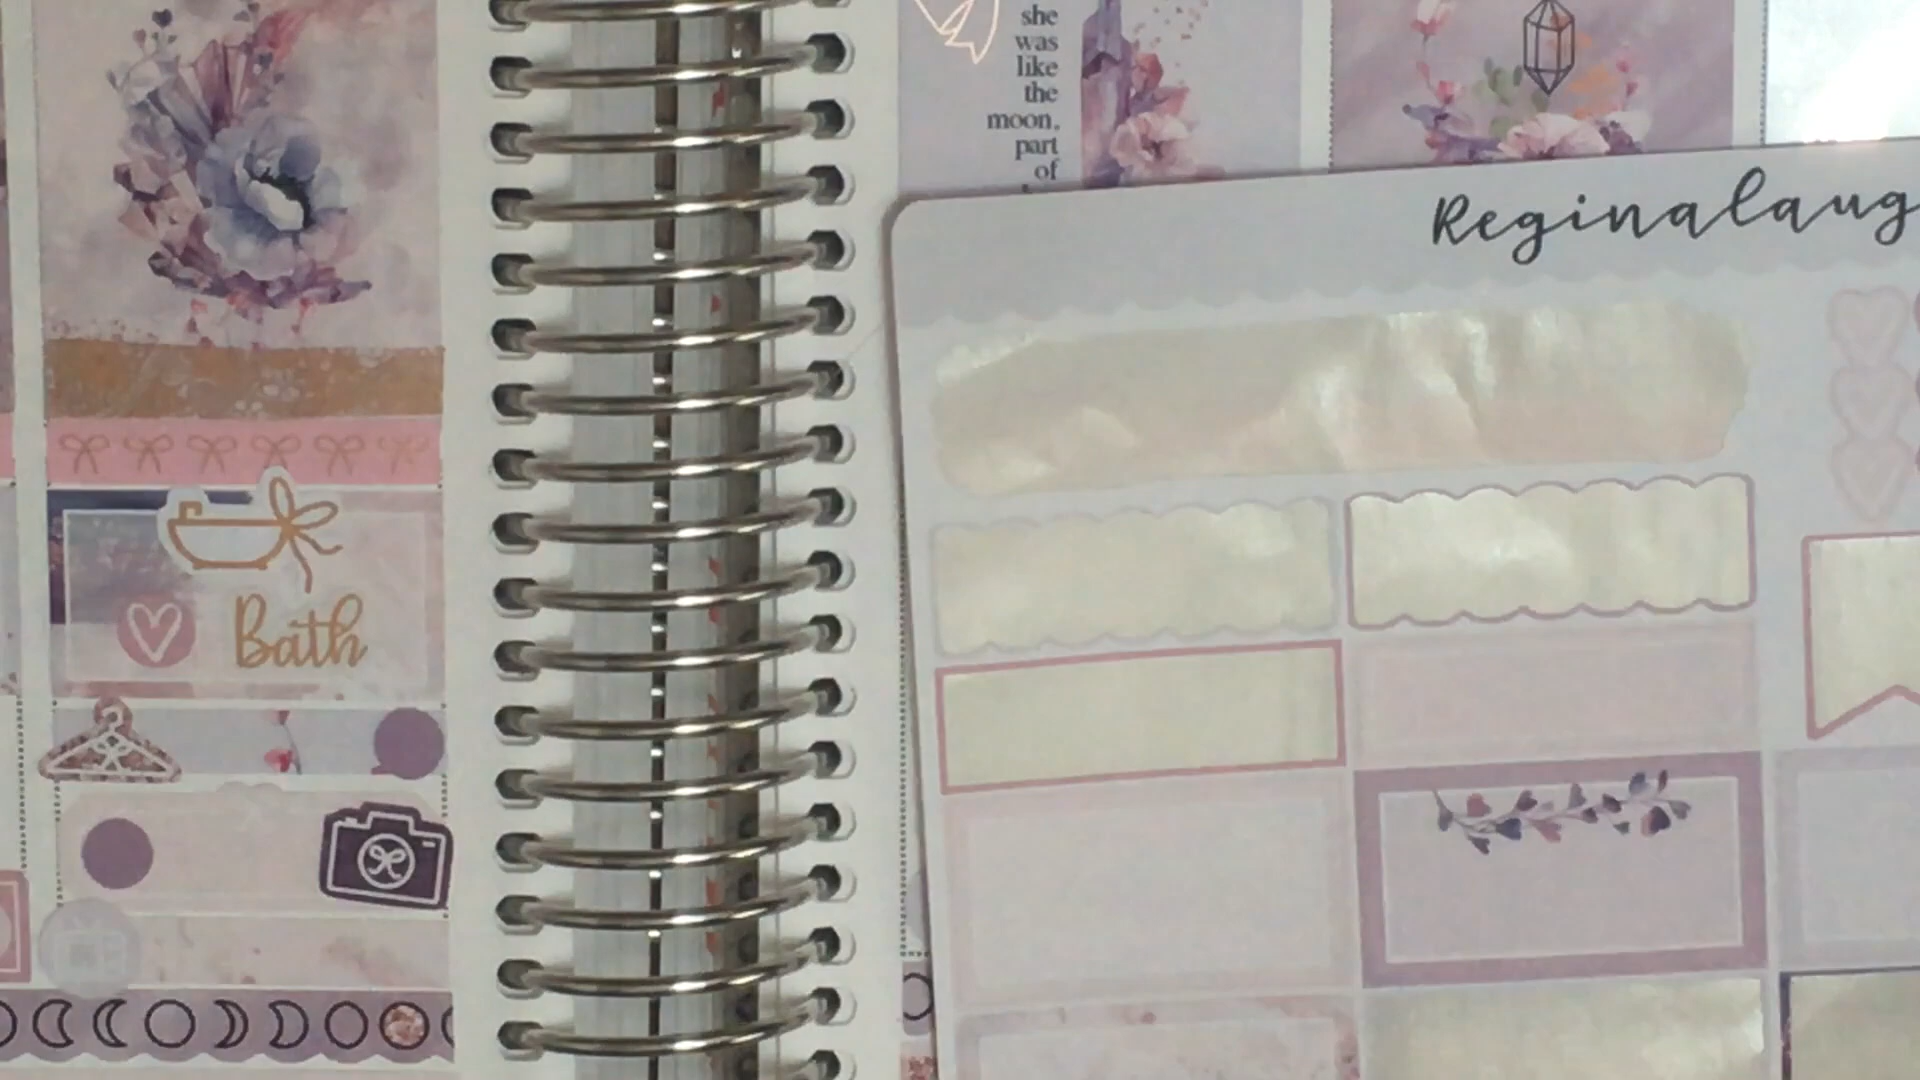 she
was
like
the
moon,
part
of
Reginalaug
Bath